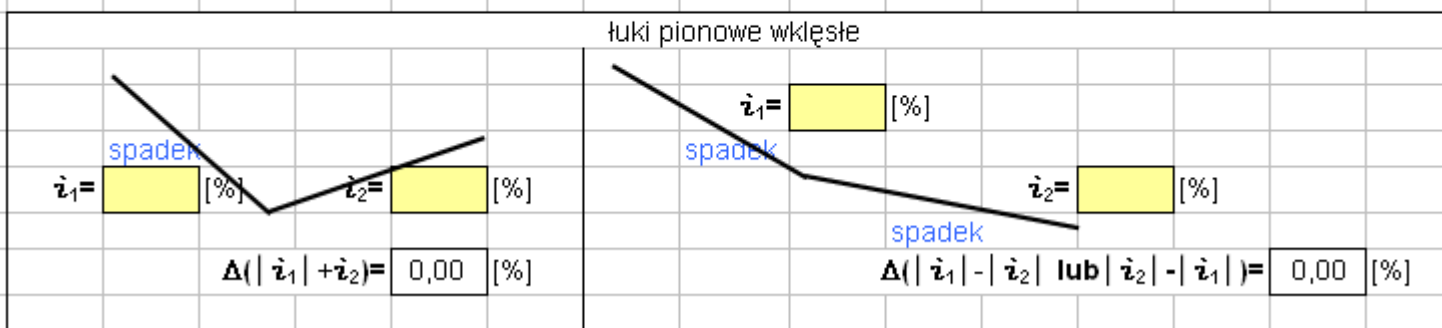 łuki pionowe wklęsłe
i₁= [%]
spadek spadek
i₁= [%] i₂= [%] i₂= [%]
spadek
Δ(| i₁| +i₂)= 0,00 [%] Δ(| i₁| -| i₂| lub | i₂| -| i₁| )= 0,00 [%]